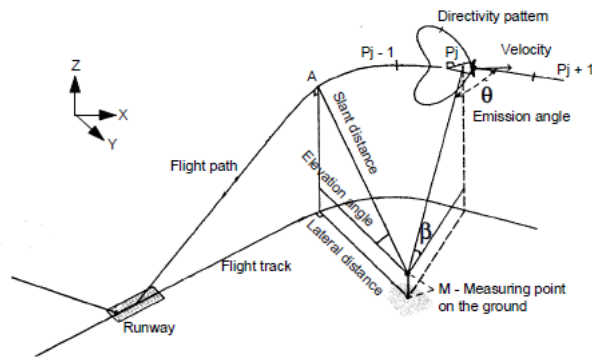 Directivity pattern
Z
X
Y
A
Pj - 1
Pj
Velocity
Pj + 1
θ
Emission angle
Slant distance
Flight path
Elevation angle
β
Lateral distance
Flight track
M - Measuring point
on the ground
Runway